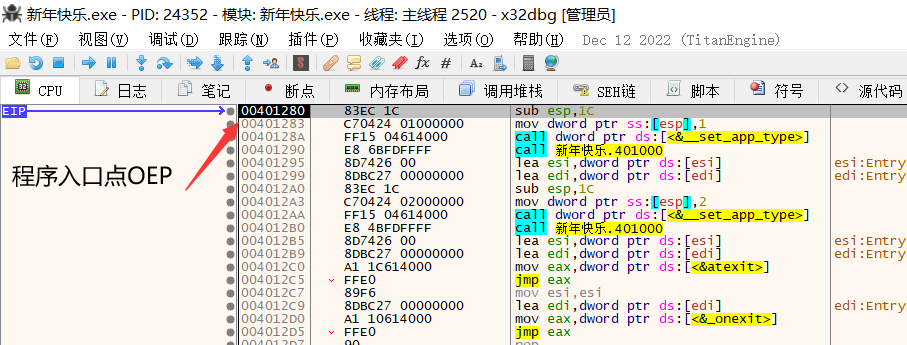 新年快乐.exe - PID: 24352 - 模块: 新年快乐.exe - 线程: 主线程 2520 - x32dbg [管理员]
文件(F) 视图(V) 调试(D) 跟踪(N) 插件(P) 收藏夹(I) 选项(O) 帮助(H) Dec 12 2022 (TitanEngine)
CPU 日志 笔记 断点 内存布局 调用堆栈 SEH链 脚本 符号 源代码
EIP 00401280 83EC 1C sub esp,1C
00401283 C70424 01000000 mov dword ptr ss:[esp],1
0040128A FF15 04614000 call dword ptr ds:[<&__set_app_type>]
00401290 E8 6BFDFFFF call 新年快乐.401000
00401295 8D7426 00 lea esi,dword ptr ds:[esi] esi:Entry
00401299 8DBC27 00000000 lea edi,dword ptr ds:[edi] edi:Entry
004012A0 83EC 1C sub esp,1C
004012A3 C70424 02000000 mov dword ptr ss:[esp],2
004012AA FF15 04614000 call dword ptr ds:[<&__set_app_type>]
004012B0 E8 4BFDFFFF call 新年快乐.401000
004012B5 8D7426 00 lea esi,dword ptr ds:[esi] esi:Entry
004012B9 8DBC27 00000000 lea edi,dword ptr ds:[edi] edi:Entry
004012C0 A1 1C614000 mov eax,dword ptr ds:[<&atexit>]
004012C5 FFE0 jmp eax
004012C7 89F6 mov esi,esi
004012C9 8DBC27 00000000 lea edi,dword ptr ds:[edi] edi:Entry
004012D0 A1 10614000 mov eax,dword ptr ds:[<&_onexit>]
004012D5 FFE0 jmp eax
004012D7 90 nop
程序入口点OEP